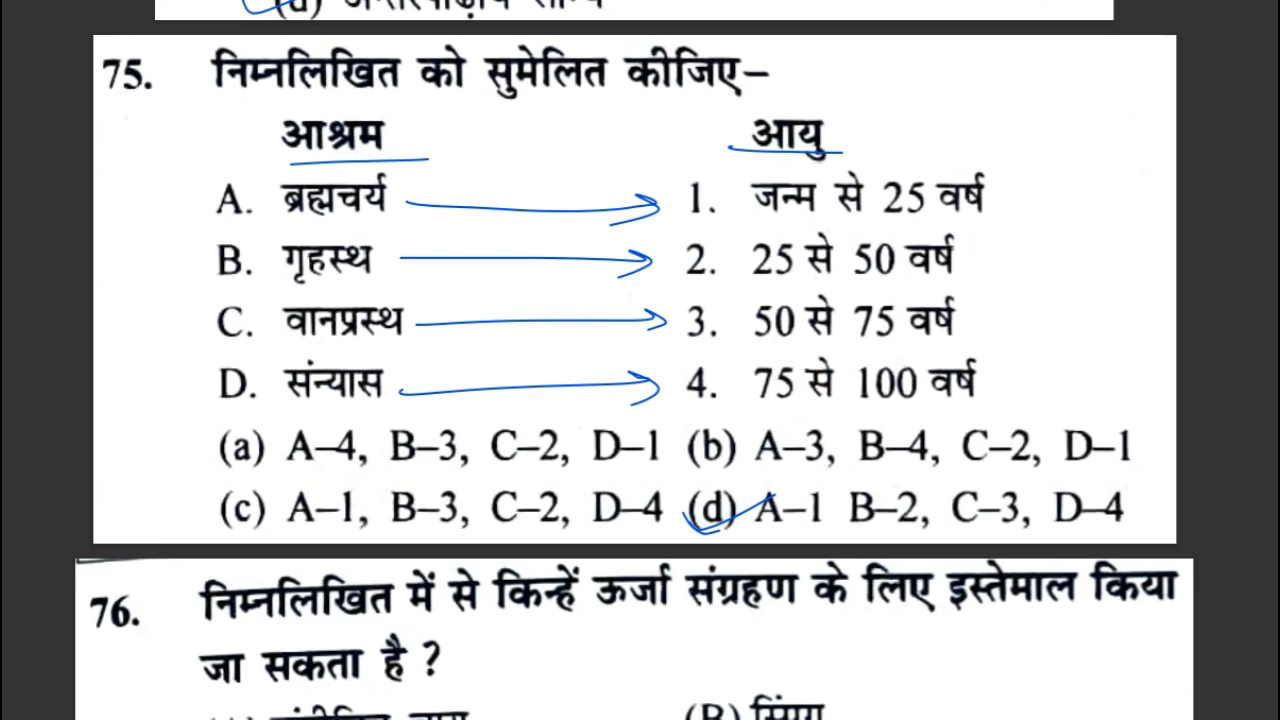 75. निम्नलिखित को सुमेलित कीजिए–
आश्रम आयु
A. ब्रह्मचर्य 1. जन्म से 25 वर्ष
B. गृहस्थ 2. 25 से 50 वर्ष
C. वानप्रस्थ 3. 50 से 75 वर्ष
D. संन्यास 4. 75 से 100 वर्ष
(a) A–4, B–3, C–2, D–1 (b) A–3, B–4, C–2, D–1
(c) A–1, B–3, C–2, D–4 (d) A–1 B–2, C–3, D–4
76. निम्नलिखित में से किन्हें ऊर्जा संग्रहण के लिए इस्तेमाल किया
जा सकता है ?